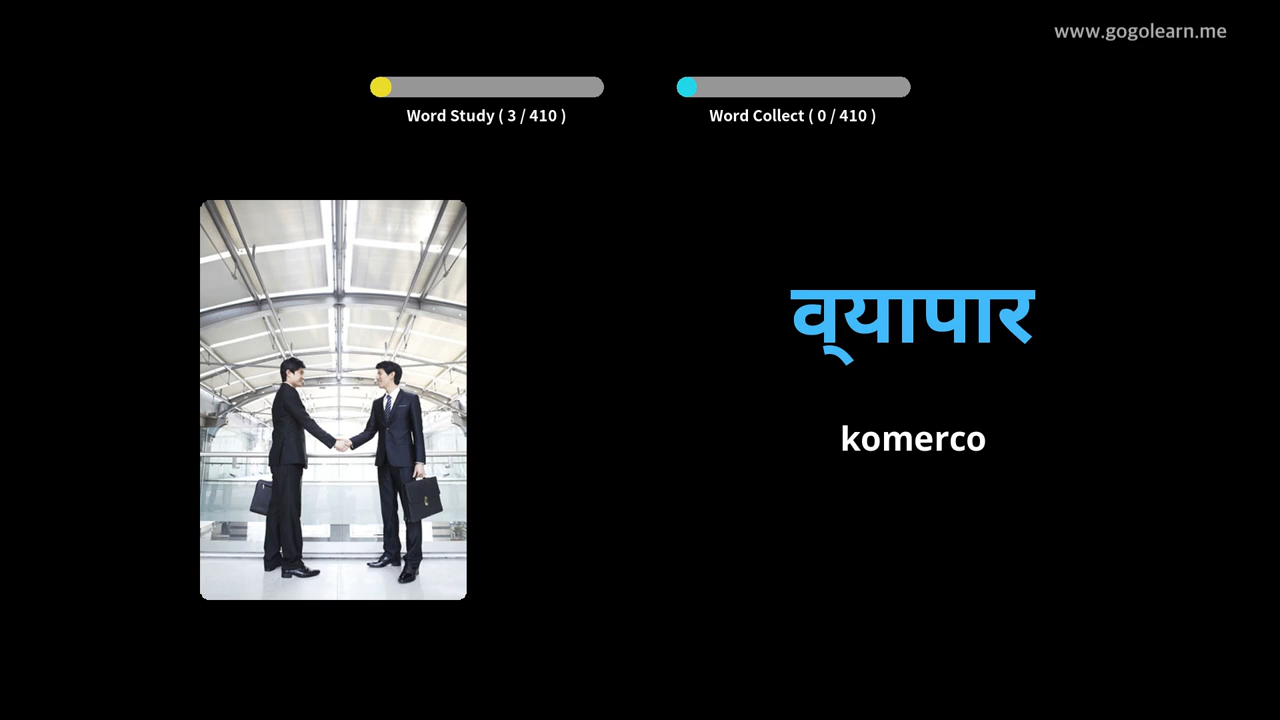 www.gogolearn.me
Word Study ( 3 / 410 )
Word Collect ( 0 / 410 )
व्यापार
komerco